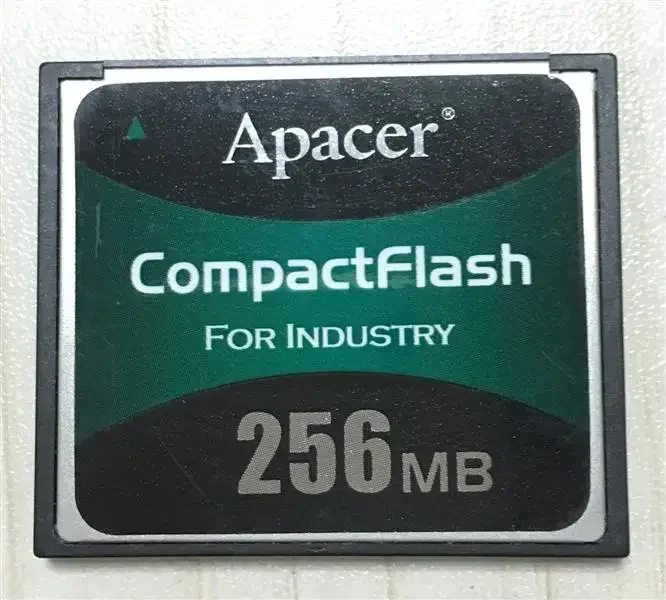 Apacer®
CompactFlash
FOR INDUSTRY
256MB